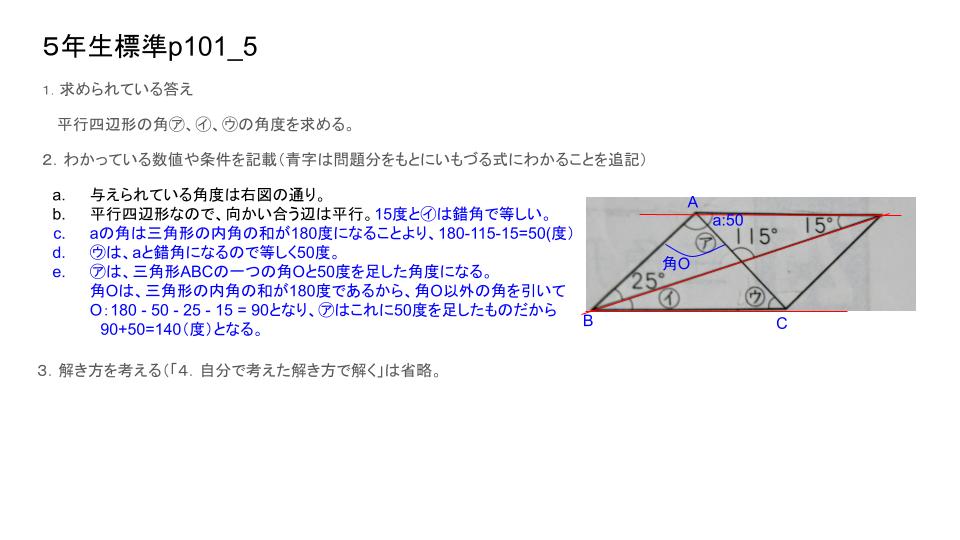 ５年生標準p101_5
１．求められている答え
平行四辺形の角㋐、㋑、㋒の角度を求める。
２．わかっている数値や条件を記載（青字は問題分をもとにいもづる式にわかることを追記）
a. 与えられている角度は右図の通り。
b. 平行四辺形なので、向かい合う辺は平行。15度と㋑は錯角で等しい。
c. aの角は三角形の内角の和が180度になることより、180-115-15=50(度）
d. ㋒は、aと錯角になるので等しく50度。
e. ㋐は、三角形ABCの一つの角Oと50度を足した角度になる。
角Oは、三角形の内角の和が180度であるから、角O以外の角を引いて
O：180 - 50 - 25 - 15 = 90となり、㋐はこれに50度を足したものだから
90+50=140（度）となる。
A
a:50
15°
㋐
115°
角O
25°
㋑
㋒
B
C
３．解き方を考える（「４．自分で考えた解き方で解く」は省略。